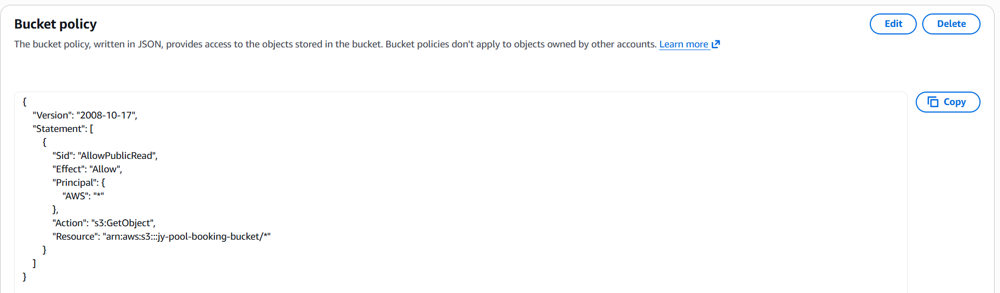 Bucket policy
Edit
Delete
The bucket policy, written in JSON, provides access to the objects stored in the bucket. Bucket policies don't apply to objects owned by other accounts. Learn more
Copy
{
"Version": "2008-10-17",
"Statement": [
{
"Sid": "AllowPublicRead",
"Effect": "Allow",
"Principal": {
"AWS": "*"
},
"Action": "s3:GetObject",
"Resource": "arn:aws:s3:::jy-pool-booking-bucket/*"
}
]
}